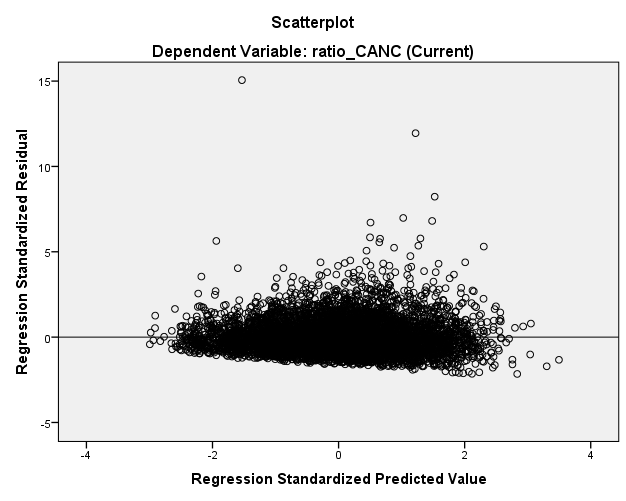 Scatterplot
Dependent Variable: ratio_CANC (Current)
Regression Standardized Residual
15
10
5
0
-5
-4
-2
0
2
4
Regression Standardized Predicted Value